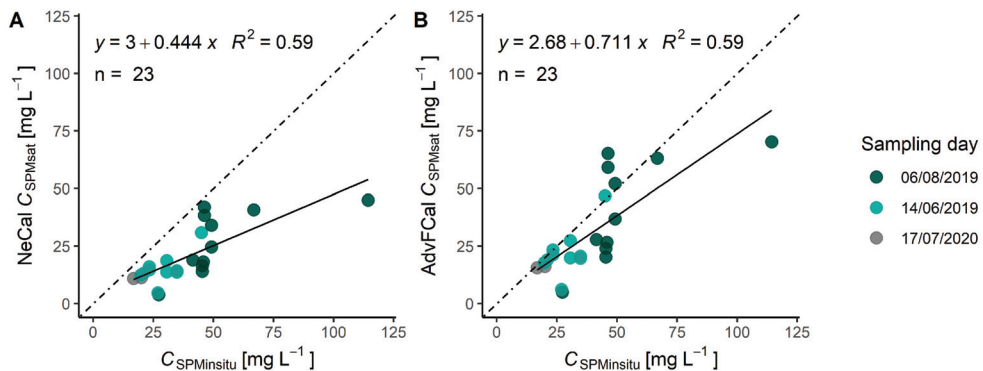 A
y = 3 + 0.444 x R² = 0.59
n = 23
125
100
75
50
25
0
NeCal CSPMsat [mg L⁻¹]
0 25 50 75 100 125
CSPMinsitu [mg L⁻¹]
B
y = 2.68 + 0.711 x R² = 0.59
n = 23
125
100
75
50
25
0
AdvFCal CSPMsat [mg L⁻¹]
0 25 50 75 100 125
CSPMinsitu [mg L⁻¹]
Sampling day
06/08/2019
14/06/2019
17/07/2020